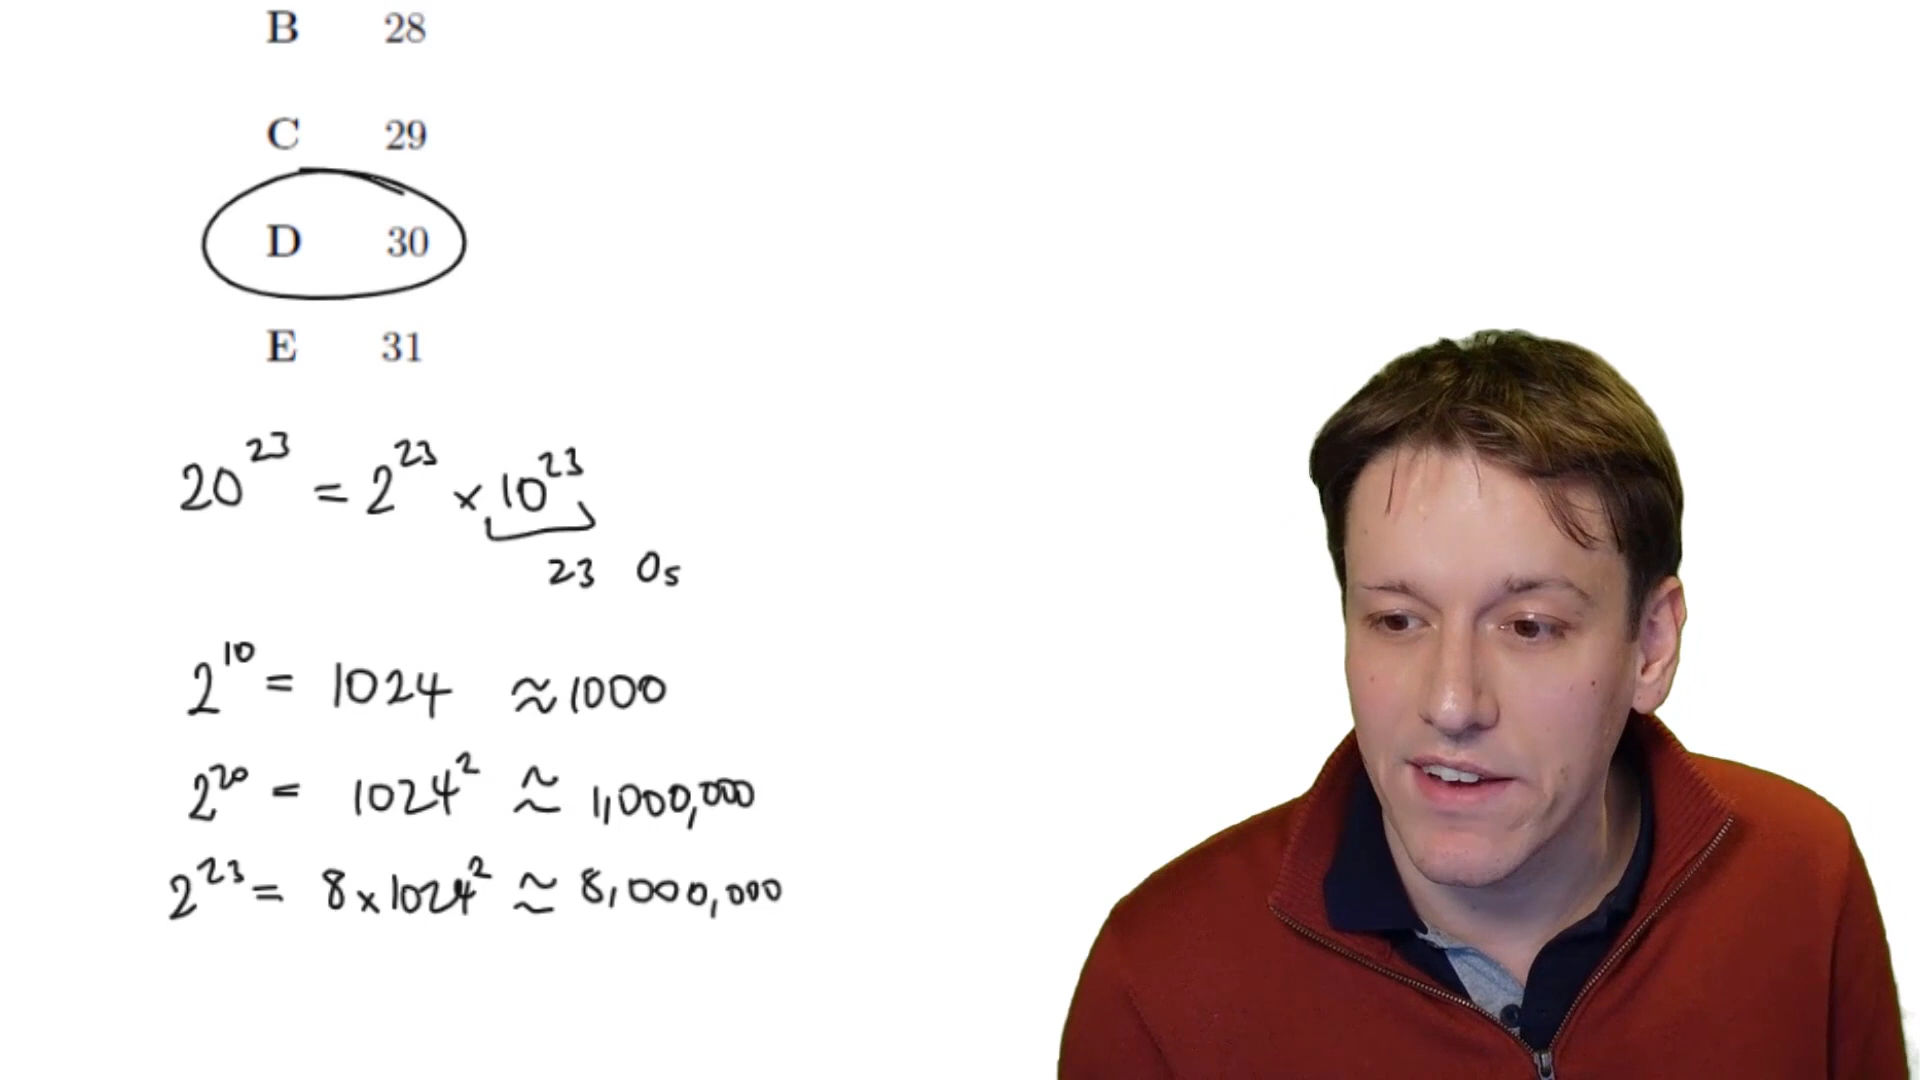 B 28
C 29
D 30
E 31
20^23 = 2^23 × 10^23
23 0s
2^10 = 1024 ≈ 1000
2^20 = 1024^2 ≈ 1,000,000
2^23 = 8 × 1024^2 ≈ 8,000,000